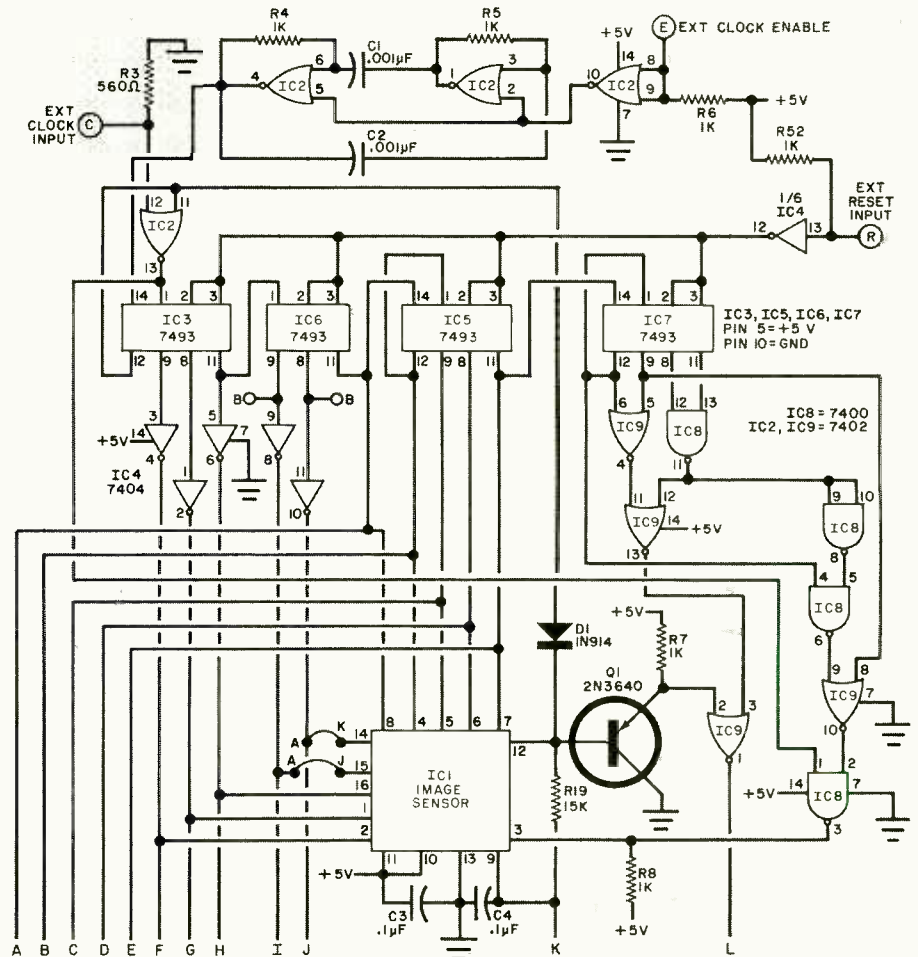 R4
1K
R5
1K
C1
.001µF
6
4
IC2
5
3
1
IC2
2
C2
.001µF
+5V
14
8
10
IC2
9
7
E EXT CLOCK ENABLE
R6
1K
+5V
R52
1K
R3
560Ω
EXT
CLOCK
INPUT
C
12
11
IC2
13
1/6
IC4
12
13
EXT
RESET
INPUT
R
14 1 2 3
IC3
7493
12 9 8 11
1 2 3
IC6
7493
9 8 11
14 1 2 3
IC5
7493
12 9 8 11
14 1 2 3
IC7
7493
12 9 8 11
IC3, IC5, IC6, IC7
PIN 5=+5 V
PIN 10=GND
B
B
+5V
14
3
4
IC4
7404
1
2
5
7
6
9
8
11
10
6 5
IC9
4
12 13
IC8
11
IC8=7400
IC2, IC9=7402
11 12
IC9
14
+5V
13
9 10
IC8
8
4 5
IC8
6
9 8
IC9
7
10
D1
1N914
+5V
R7
1K
Q1
2N3640
2 3
IC9
1
1 2
+5V
14
IC8
7
3
8 4 5 6 7
A K 14
A J 15
16
1
2
IC1
IMAGE
SENSOR
12
3
11 10 13 9
R19
15K
+5V
C3
.1µF
C4
.1µF
R8
1K
+5V
A B C D E F G H I J K L